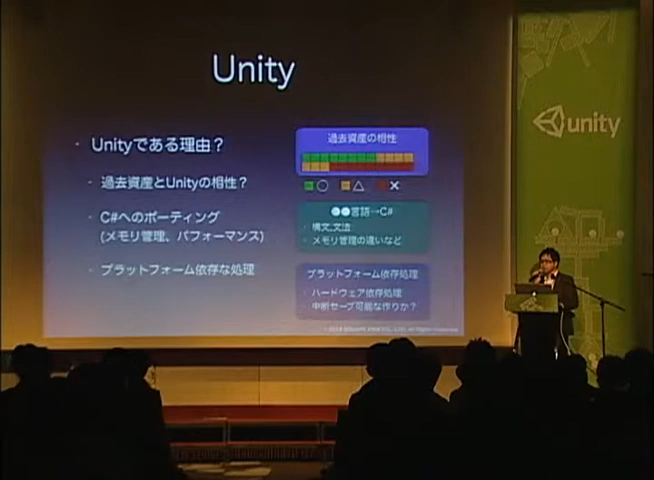 Unity
・ Unityである理由？
・ 過去資産とUnityの相性？
・ C#へのポーティング
(メモリ管理、パフォーマンス)
・ プラットフォーム依存な処理
過去資産の相性
○ △ ×
●●言語→C#
・ 構文、文法
・ メモリ管理の違いなど
プラットフォーム依存処理
・ ハードウェア依存処理
・ 中断セーブ可能な作りか？
unity